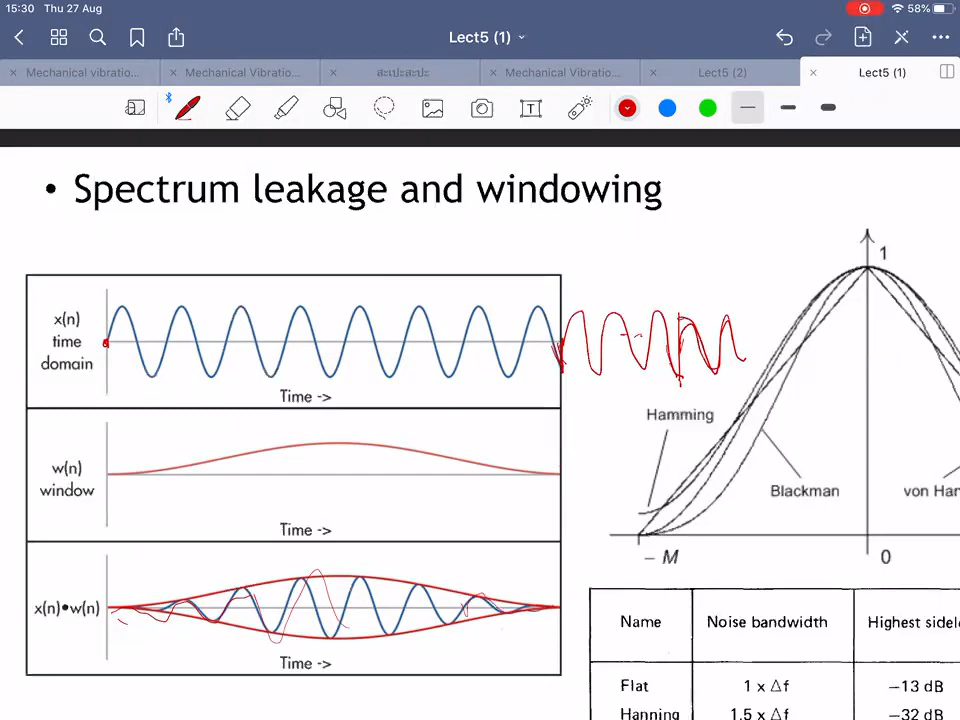 15:30 Thu 27 Aug 58%
Lect5 (1)
Mechanical vibratio... Mechanical Vibration... สะเปะสะปะ Mechanical Vibratio... Lect5 (2) Lect5 (1)
• Spectrum leakage and windowing
x(n)
time
domain
Time ->
w(n)
window
Time ->
x(n)•w(n)
Time ->
1
Hamming
Blackman
von Han
– M
0
Name Noise bandwidth Highest sidel
Flat 1 x Δf −13 dB
Hanning 1.5 x Δf −32 dB